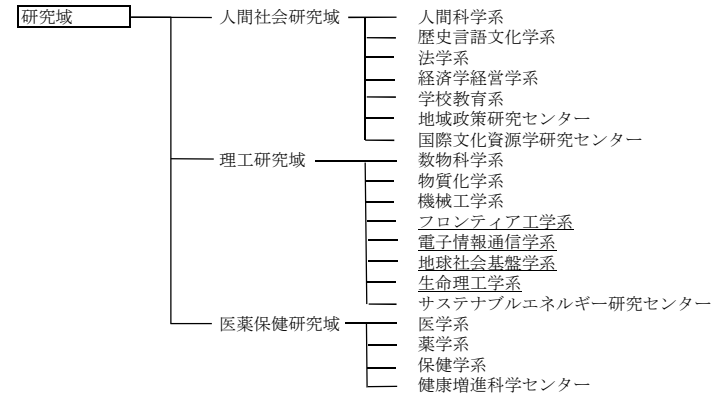 研究域 人間社会研究域 人間科学系
歴史言語文化学系
法学系
経済学経営学系
学校教育系
地域政策研究センター
国際文化資源学研究センター
理工研究域 数物科学系
物質化学系
機械工学系
フロンティア工学系
電子情報通信学系
地球社会基盤学系
生命理工学系
サステナブルエネルギー研究センター
医薬保健研究域 医学系
薬学系
保健学系
健康増進科学センター